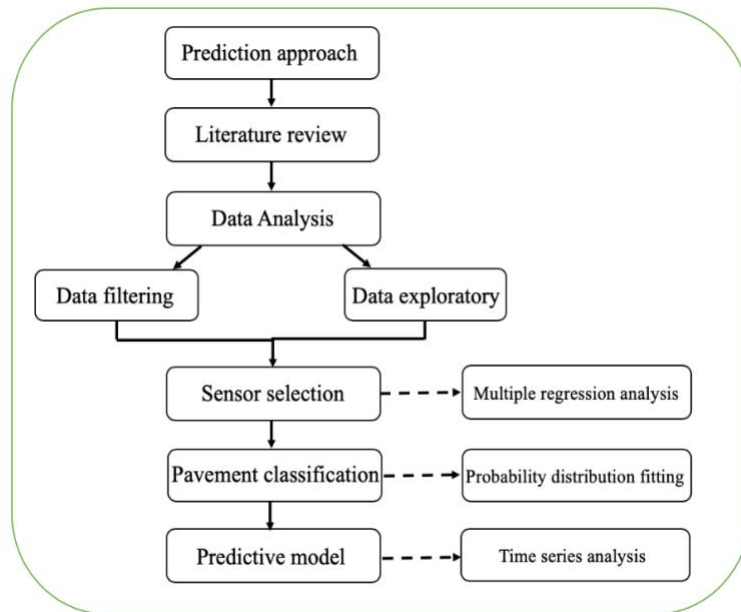 Prediction approach
Literature review
Data Analysis
Data filtering
Data exploratory
Sensor selection
Multiple regression analysis
Pavement classification
Probability distribution fitting
Predictive model
Time series analysis